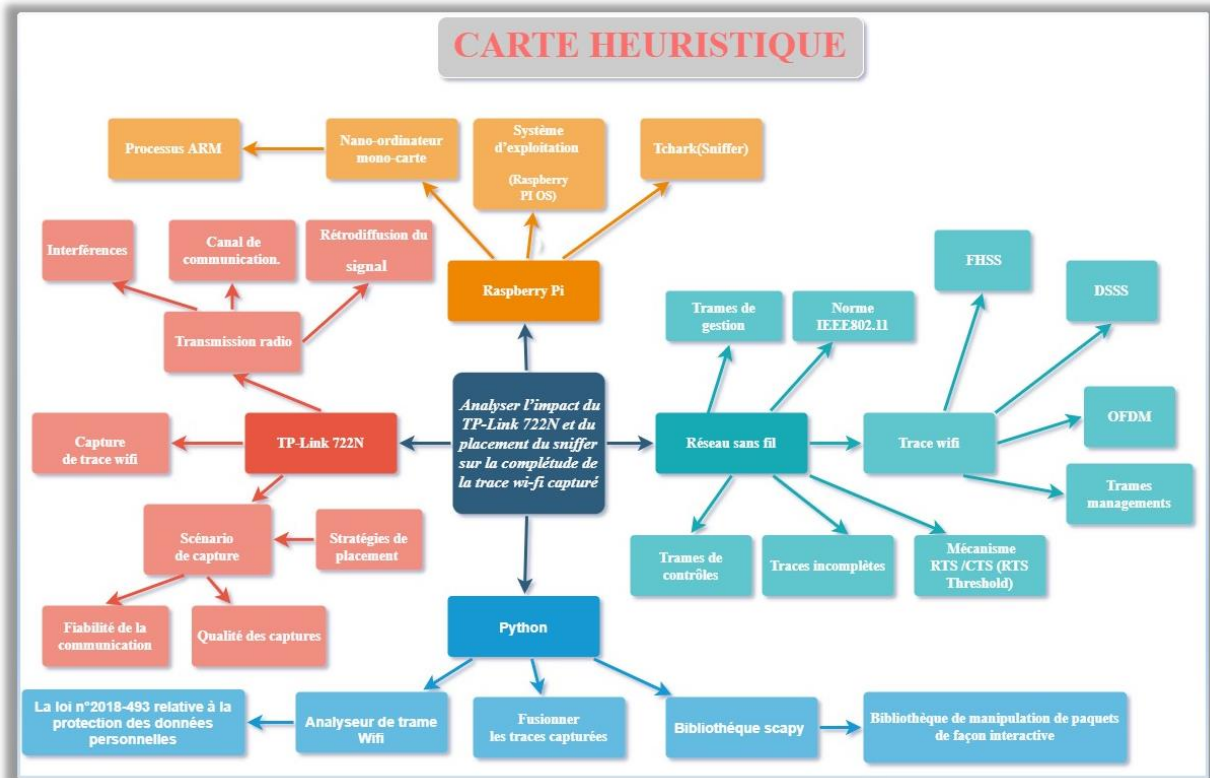 CARTE HEURISTIQUE
Processus ARM
Nano-ordinateur
mono-carte
Système
d'exploitation
(Raspberry
PI OS)
Tchark(Sniffer)
Interférences
Canal de
communication.
Rétrodiffusion du
signal
Raspberry Pi
Transmission radio
FHSS
DSSS
Trames de
gestion
Norme
IEEE802.11
Analyser l'impact du
TP-Link 722N et du
placement du sniffer
sur la complétude de
la trace wi-fi capturé
Capture
de trace wifi
TP-Link 722N
Réseau sans fil
Trace wifi
OFDM
Trames
managements
Scénario
de capture
Stratégies de
placement
Trames de
contrôles
Traces incomplètes
Mécanisme
RTS /CTS (RTS
Threshold)
Fiabilité de la
communication
Qualité des captures
Python
La loi n°2018-493 relative à la
protection des données
personnelles
Analyseur de trame
Wifi
Fusionner
les traces capturées
Bibliothéque scapy
Bibliothèque de manipulation de paquets
de façon interactive